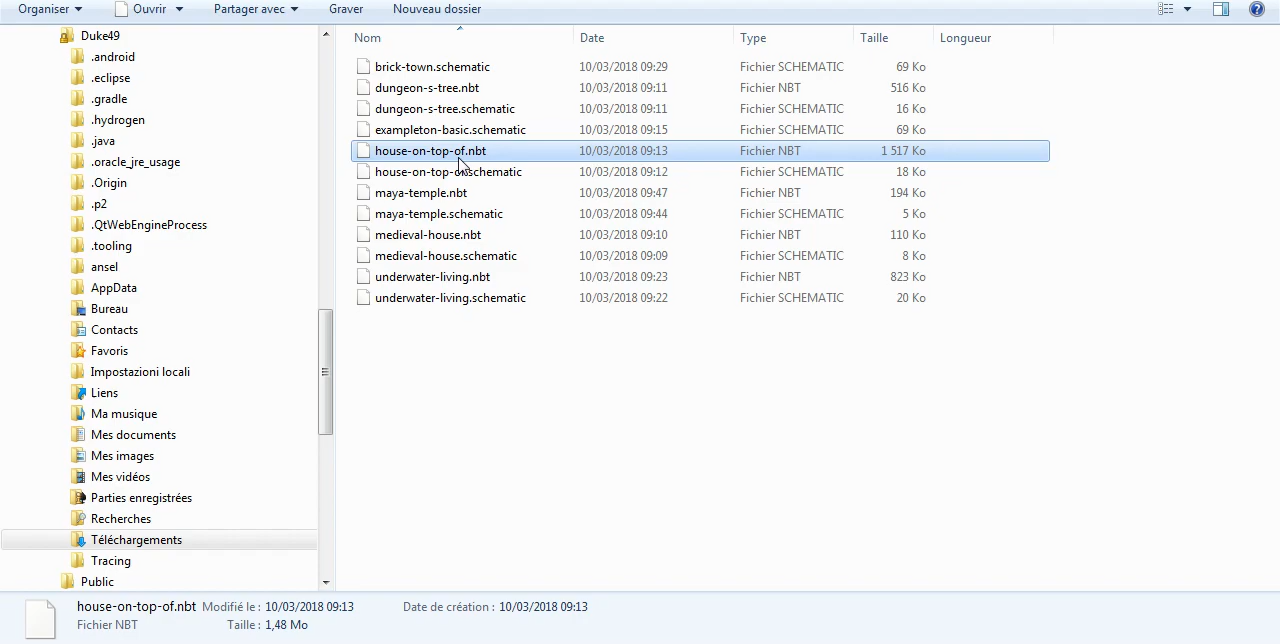 Organiser Ouvrir Partager avec Graver Nouveau dossier
Duke49
.android
.eclipse
.gradle
.hydrogen
.java
.oracle_jre_usage
.Origin
.p2
.QtWebEngineProcess
.tooling
ansel
AppData
Bureau
Contacts
Favoris
Impostazioni locali
Liens
Ma musique
Mes documents
Mes images
Mes vidéos
Parties enregistrées
Recherches
Téléchargements
Tracing
Public
Nom Date Type Taille Longueur
brick-town.schematic 10/03/2018 09:29 Fichier SCHEMATIC 69 Ko
dungeon-s-tree.nbt 10/03/2018 09:11 Fichier NBT 516 Ko
dungeon-s-tree.schematic 10/03/2018 09:11 Fichier SCHEMATIC 16 Ko
exampleton-basic.schematic 10/03/2018 09:15 Fichier SCHEMATIC 69 Ko
house-on-top-of.nbt 10/03/2018 09:13 Fichier NBT 1 517 Ko
house-on-top-of.schematic 10/03/2018 09:12 Fichier SCHEMATIC 18 Ko
maya-temple.nbt 10/03/2018 09:47 Fichier NBT 194 Ko
maya-temple.schematic 10/03/2018 09:44 Fichier SCHEMATIC 5 Ko
medieval-house.nbt 10/03/2018 09:10 Fichier NBT 110 Ko
medieval-house.schematic 10/03/2018 09:09 Fichier SCHEMATIC 8 Ko
underwater-living.nbt 10/03/2018 09:23 Fichier NBT 823 Ko
underwater-living.schematic 10/03/2018 09:22 Fichier SCHEMATIC 20 Ko
house-on-top-of.nbt Modifié le : 10/03/2018 09:13 Date de création : 10/03/2018 09:13
Fichier NBT Taille : 1,48 Mo